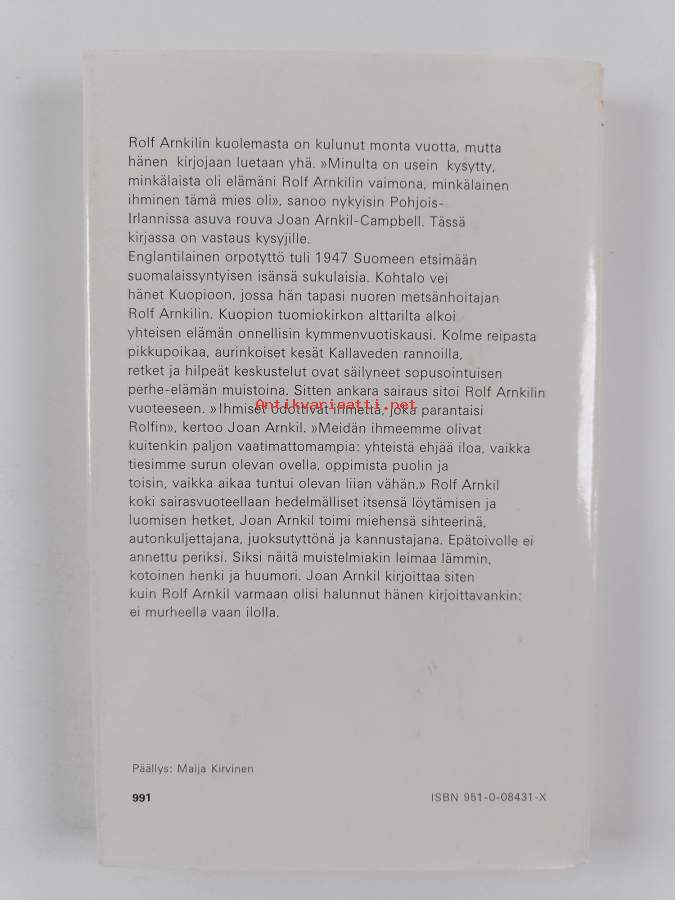 Rolf Arnkilin kuolemasta on kulunut monta vuotta, mutta
hänen kirjojaan luetaan yhä. »Minulta on usein kysytty,
minkälaista oli elämäni Rolf Arnkilin vaimona, minkälainen
ihminen tämä mies oli», sanoo nykyisin Pohjois-
Irlannissa asuva rouva Joan Arnkil-Campbell. Tässä
kirjassa on vastaus kysyjille.
Englantilainen orpotyttö tuli 1947 Suomeen etsimään
suomalaissyntyisen isänsä sukulaisia. Kohtalo vei
hänet Kuopioon, jossa hän tapasi nuoren metsänhoitajan
Rolf Arnkilin. Kuopion tuomiokirkon alttarilta alkoi
yhteisen elämän onnellisin kymmenvuotiskausi. Kolme reipasta
pikkupoikaa, aurinkoiset kesät Kallaveden rannoilla,
retket ja hilpeät keskustelut ovat säilyneet sopusointuisen
perhe-elämän muistoina. Sitten ankara sairaus sitoi Rolf Arnkilin
vuoteeseen. »Ihmiset odottivat ihmettä, joka parantaisi
Antikvariaatti.net
Rolfin», kertoo Joan Arnkil. »Meidän ihmeemme olivat
kuitenkin paljon vaatimattomampia: yhteistä ehjää iloa, vaikka
tiesimme surun olevan ovella, oppimista puolin ja
toisin, vaikka aikaa tuntui olevan liian vähän.» Rolf Arnkil
koki sairasvuoteellaan hedelmälliset itsensä löytämisen ja
luomisen hetket, Joan Arnkil toimi miehensä sihteerinä,
autonkuljettajana, juoksutyttönä ja kannustajana. Epätoivolle ei
annettu periksi. Siksi näitä muistelmiakin leimaa lämmin,
kotoinen henki ja huumori. Joan Arnkil kirjoittaa siten
kuin Rolf Arnkil varmaan olisi halunnut hänen kirjoittavankin:
ei murheella vaan ilolla.
Päällys: Maija Kirvinen
991
ISBN 951-0-08431-X